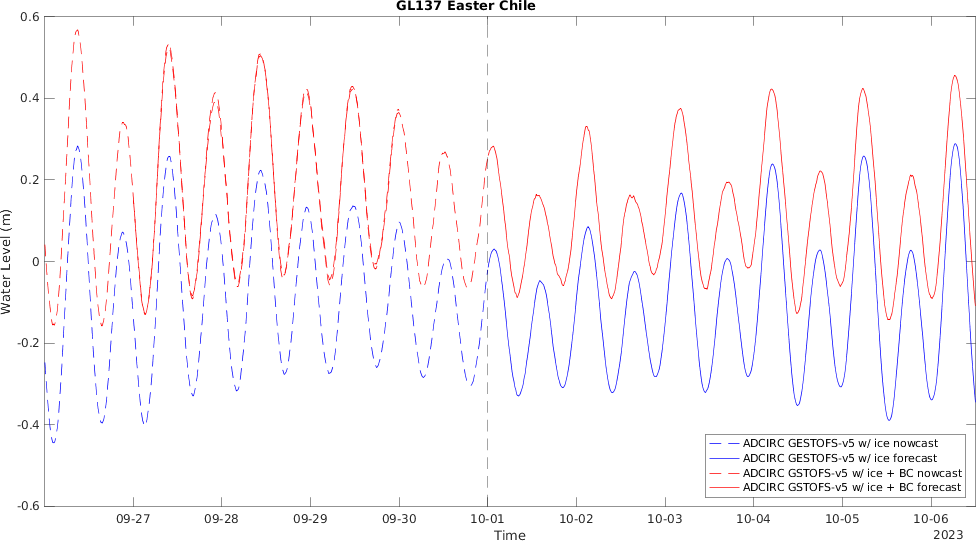 GL137 Easter Chile
0.6
0.4
0.2
0
-0.2
-0.4
-0.6
Water Level (m)
ADCIRC GESTOFS-v5 w/ ice nowcast
ADCIRC GESTOFS-v5 w/ ice forecast
ADCIRC GSTOFS-v5 w/ ice + BC nowcast
ADCIRC GSTOFS-v5 w/ ice + BC forecast
09-27 09-28 09-29 09-30 10-01 10-02 10-03 10-04 10-05 10-06
Time
2023